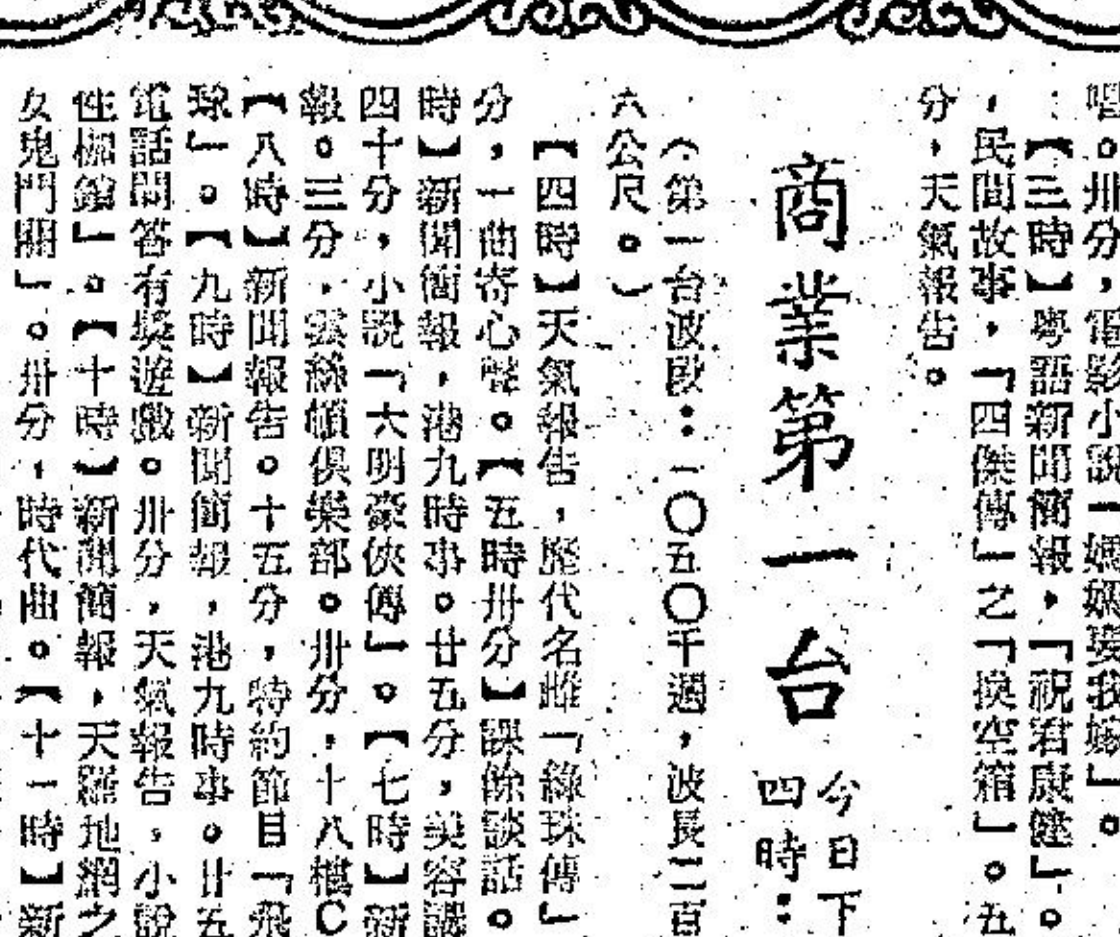 唱。卅分，電影小說「媽媽要我嫁」。
【三時】粵語新聞簡報，「祝君康健」。
，民間故事，「四傑傳」之「換空箱」。五
分，天氣報告。
商業第一台
今日下
四時：
（第一台波段：一〇五〇千週，波長二百
六公尺。）
【四時】天氣報告，歷代名雌「綠珠傳」
分，一曲寄心聲。【五時卅分】課餘談話。
時】新聞簡報，港九時事。廿五分，美容講
四十分，小說「大明豪俠傳」。【七時】新
報。三分，雲絲頓俱樂部。卅分，十八樓C
【八時】新聞報告。十五分，特約節目「飛
球」。【九時】新聞簡報，港九時事。廿五
電話問答有獎遊戲。卅分，天氣報告，小說
性懨鎖」。【十時】新聞簡報，天羅地網之
女鬼門關」。卅分，時代曲。【十一時】新